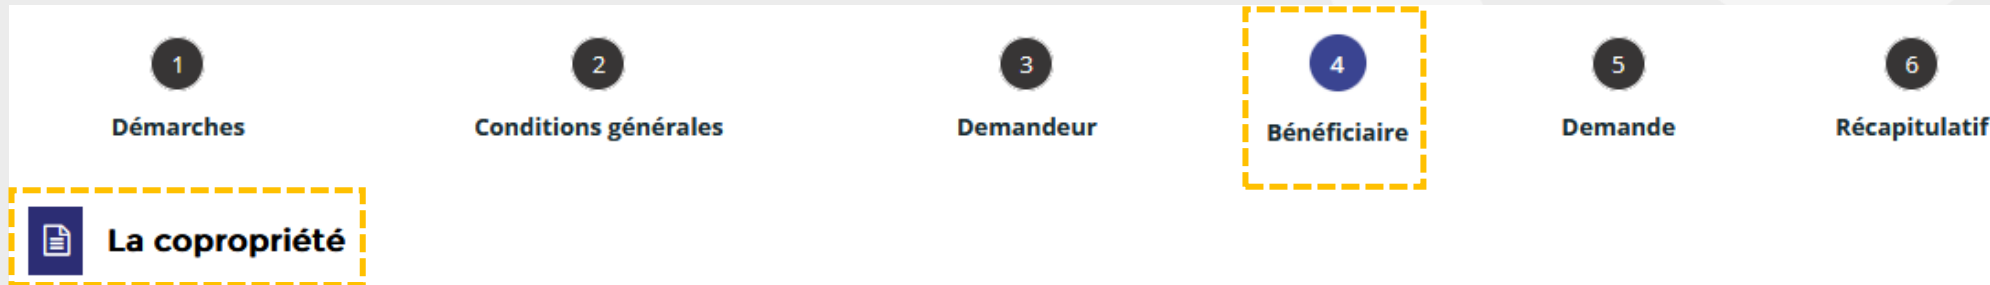 1 2 3 4 5 6
Démarches Conditions générales Demandeur Bénéficiaire Demande Récapitulatif
La copropriété